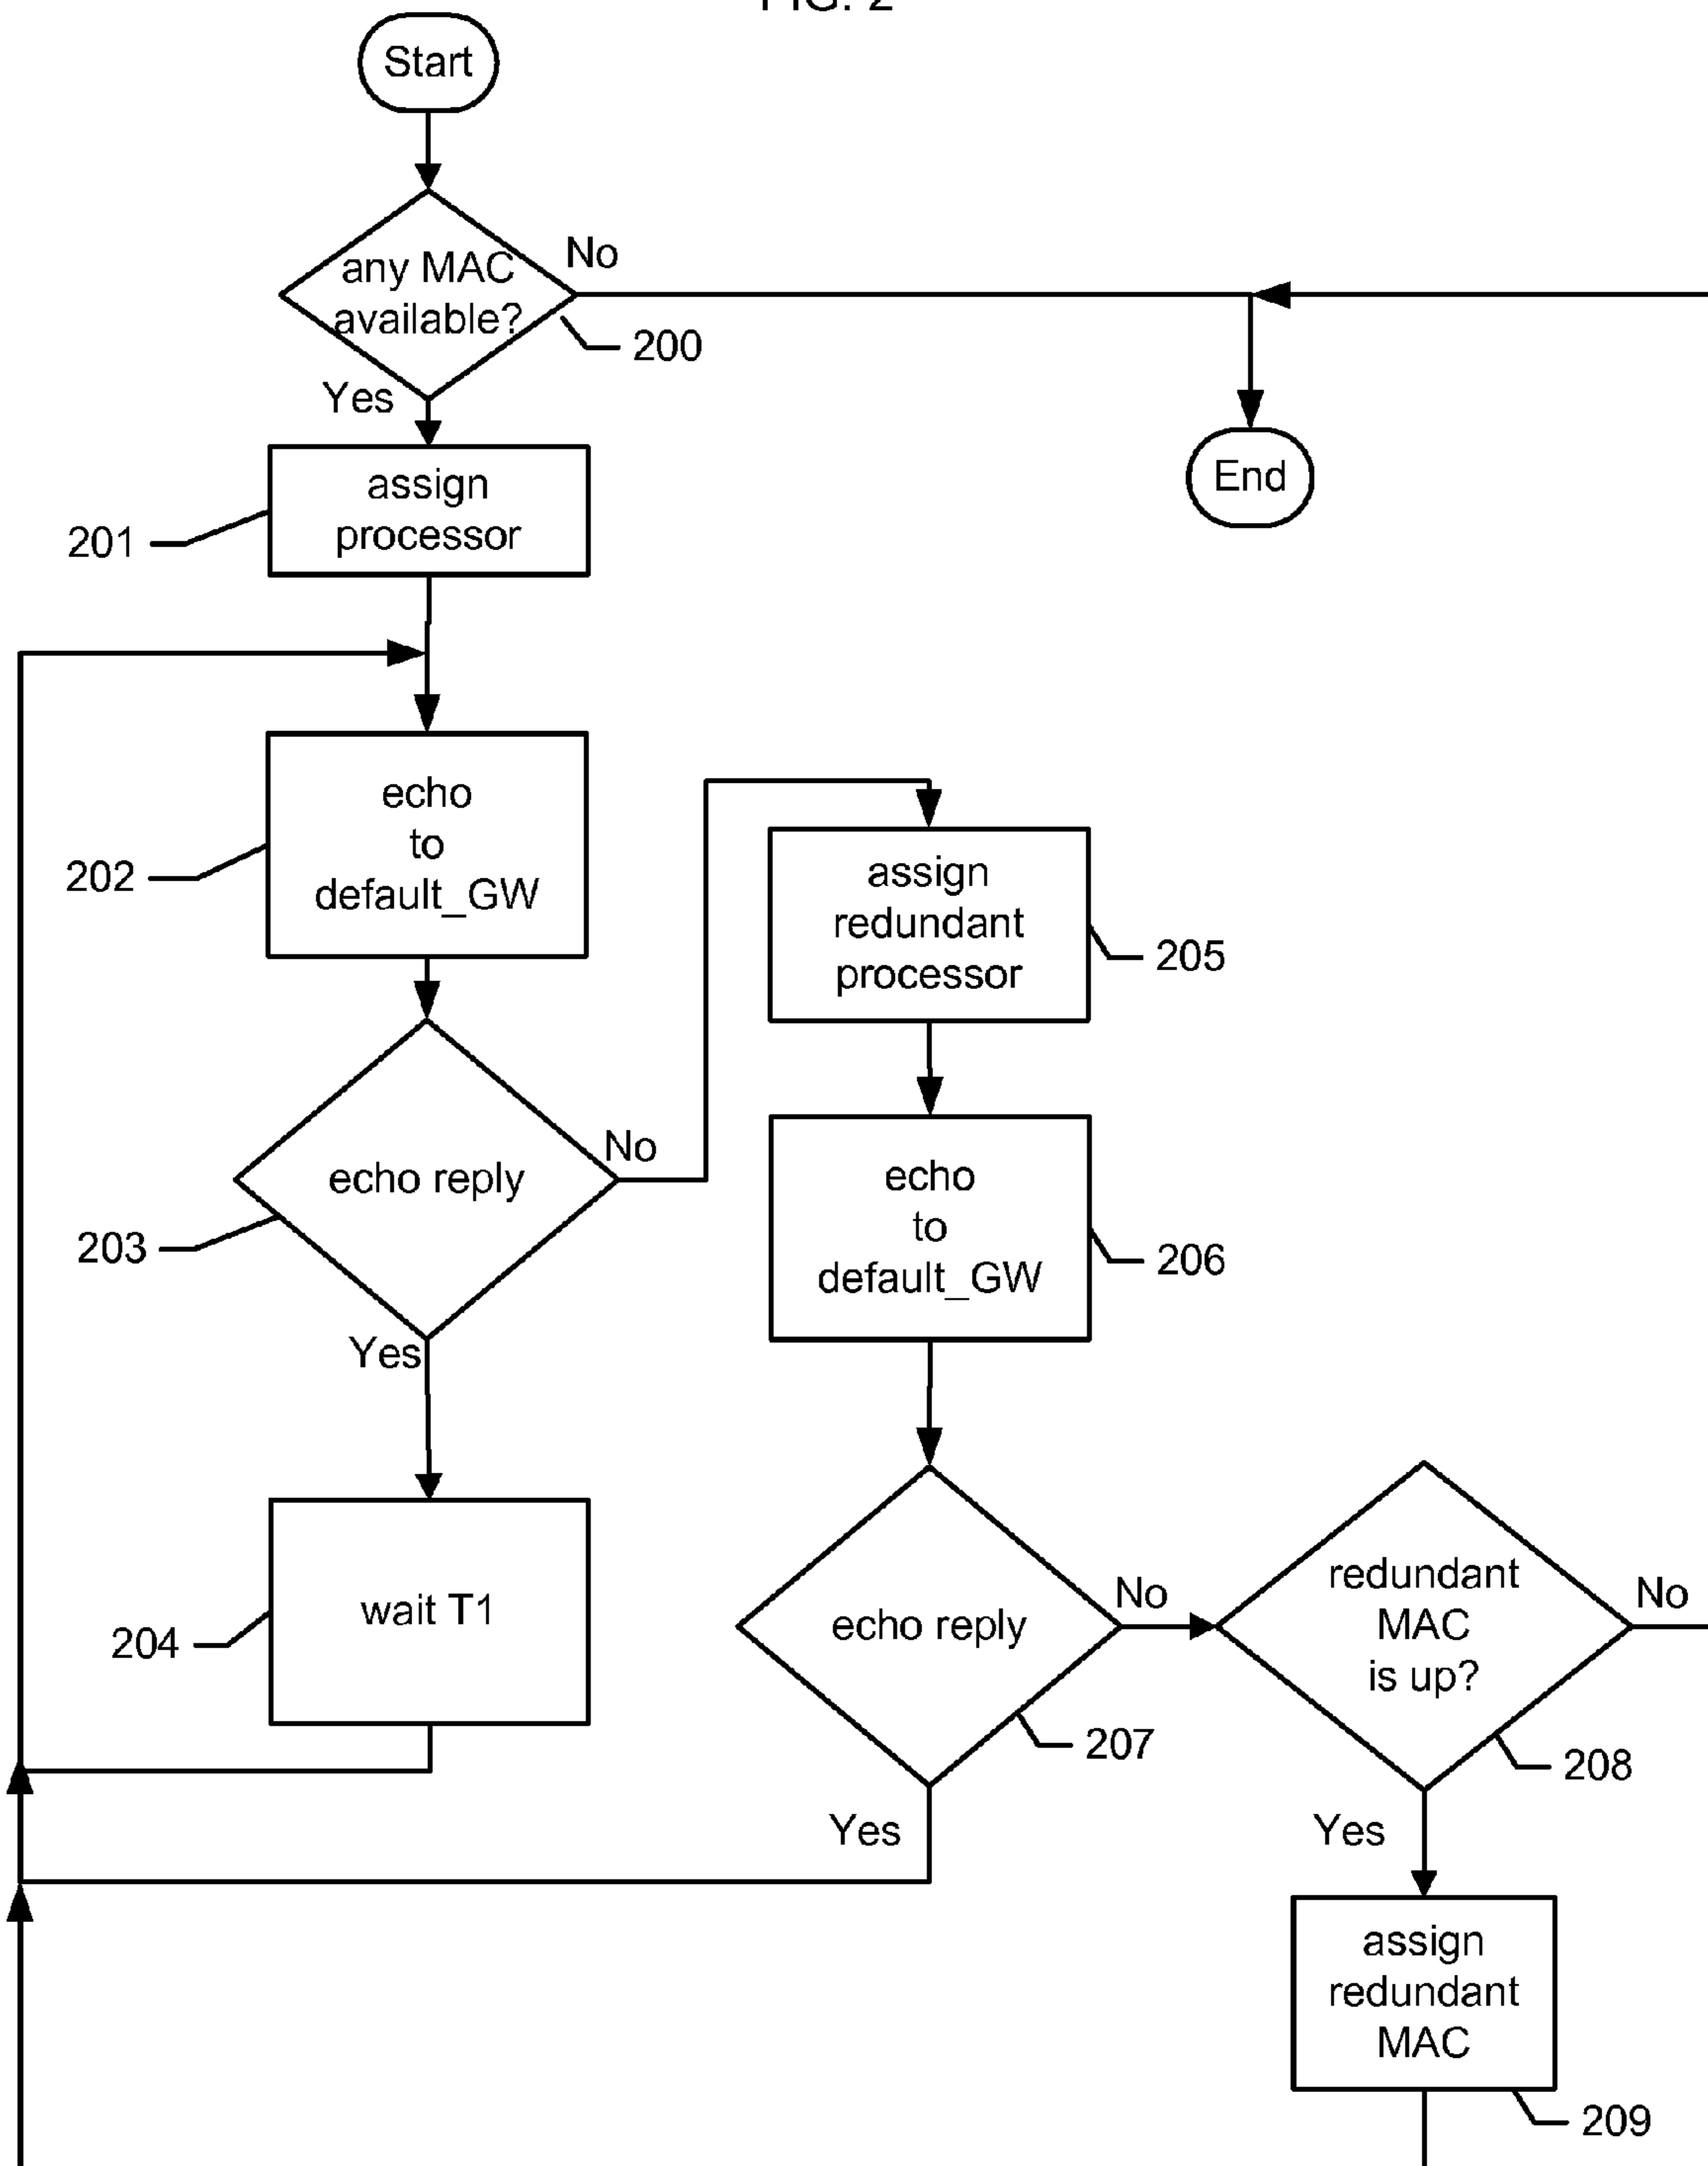 FIG. 2
Start
any MAC
available?
No
200
Yes
assign
processor
201
End
echo
to
default_GW
202
assign
redundant
processor
205
echo reply
No
203
Yes
echo
to
default_GW
206
wait T1
204
echo reply
No
207
Yes
redundant
MAC
is up?
No
208
Yes
assign
redundant
MAC
209